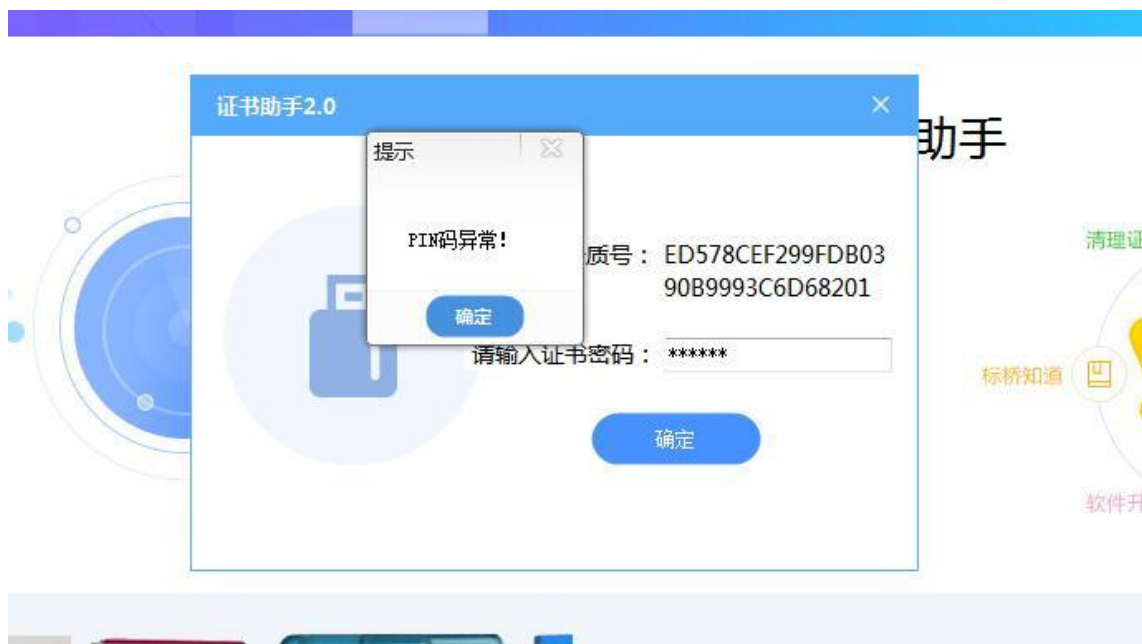 证书助手2.0
助手
提示
PIN码异常!
确定
质号： ED578CEF299FDB03
90B9993C6D68201
请输入证书密码： ******
确定
清理证
标桥知道
软件升